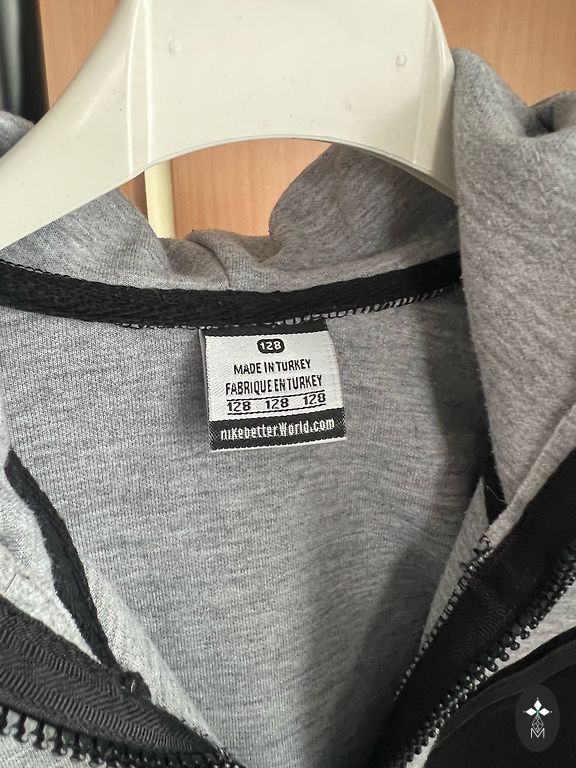 128
MADE IN TURKEY
FABRIQUE EN TURKEY
128 128 128
nikebetterWorld.com